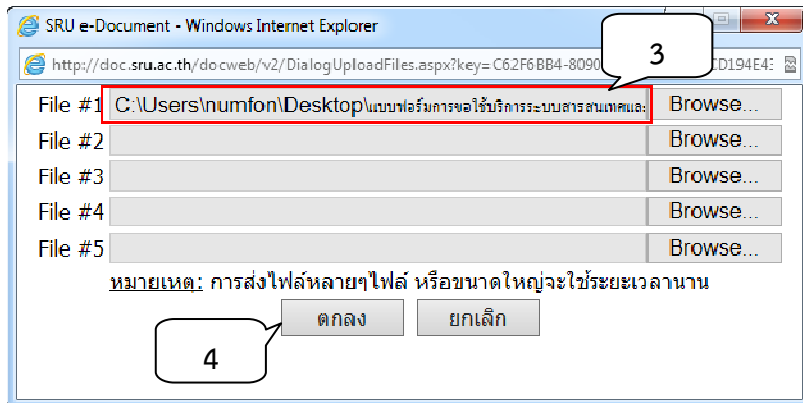 SRU e-Document - Windows Internet Explorer
http://doc.sru.ac.th/docweb/v2/DialogUploadFiles.aspx?key=C62F6BB4-8090 CD194E43
3
File #1 C:\Users\numfon\Desktop\แบบฟอร์มการขอใช้บริการระบบสารสนเทศและ Browse...
File #2 Browse...
File #3 Browse...
File #4 Browse...
File #5 Browse...
หมายเหตุ: การส่งไฟล์หลายๆไฟล์ หรือขนาดใหญ่จะใช้ระยะเวลานาน
ตกลง ยกเลิก
4